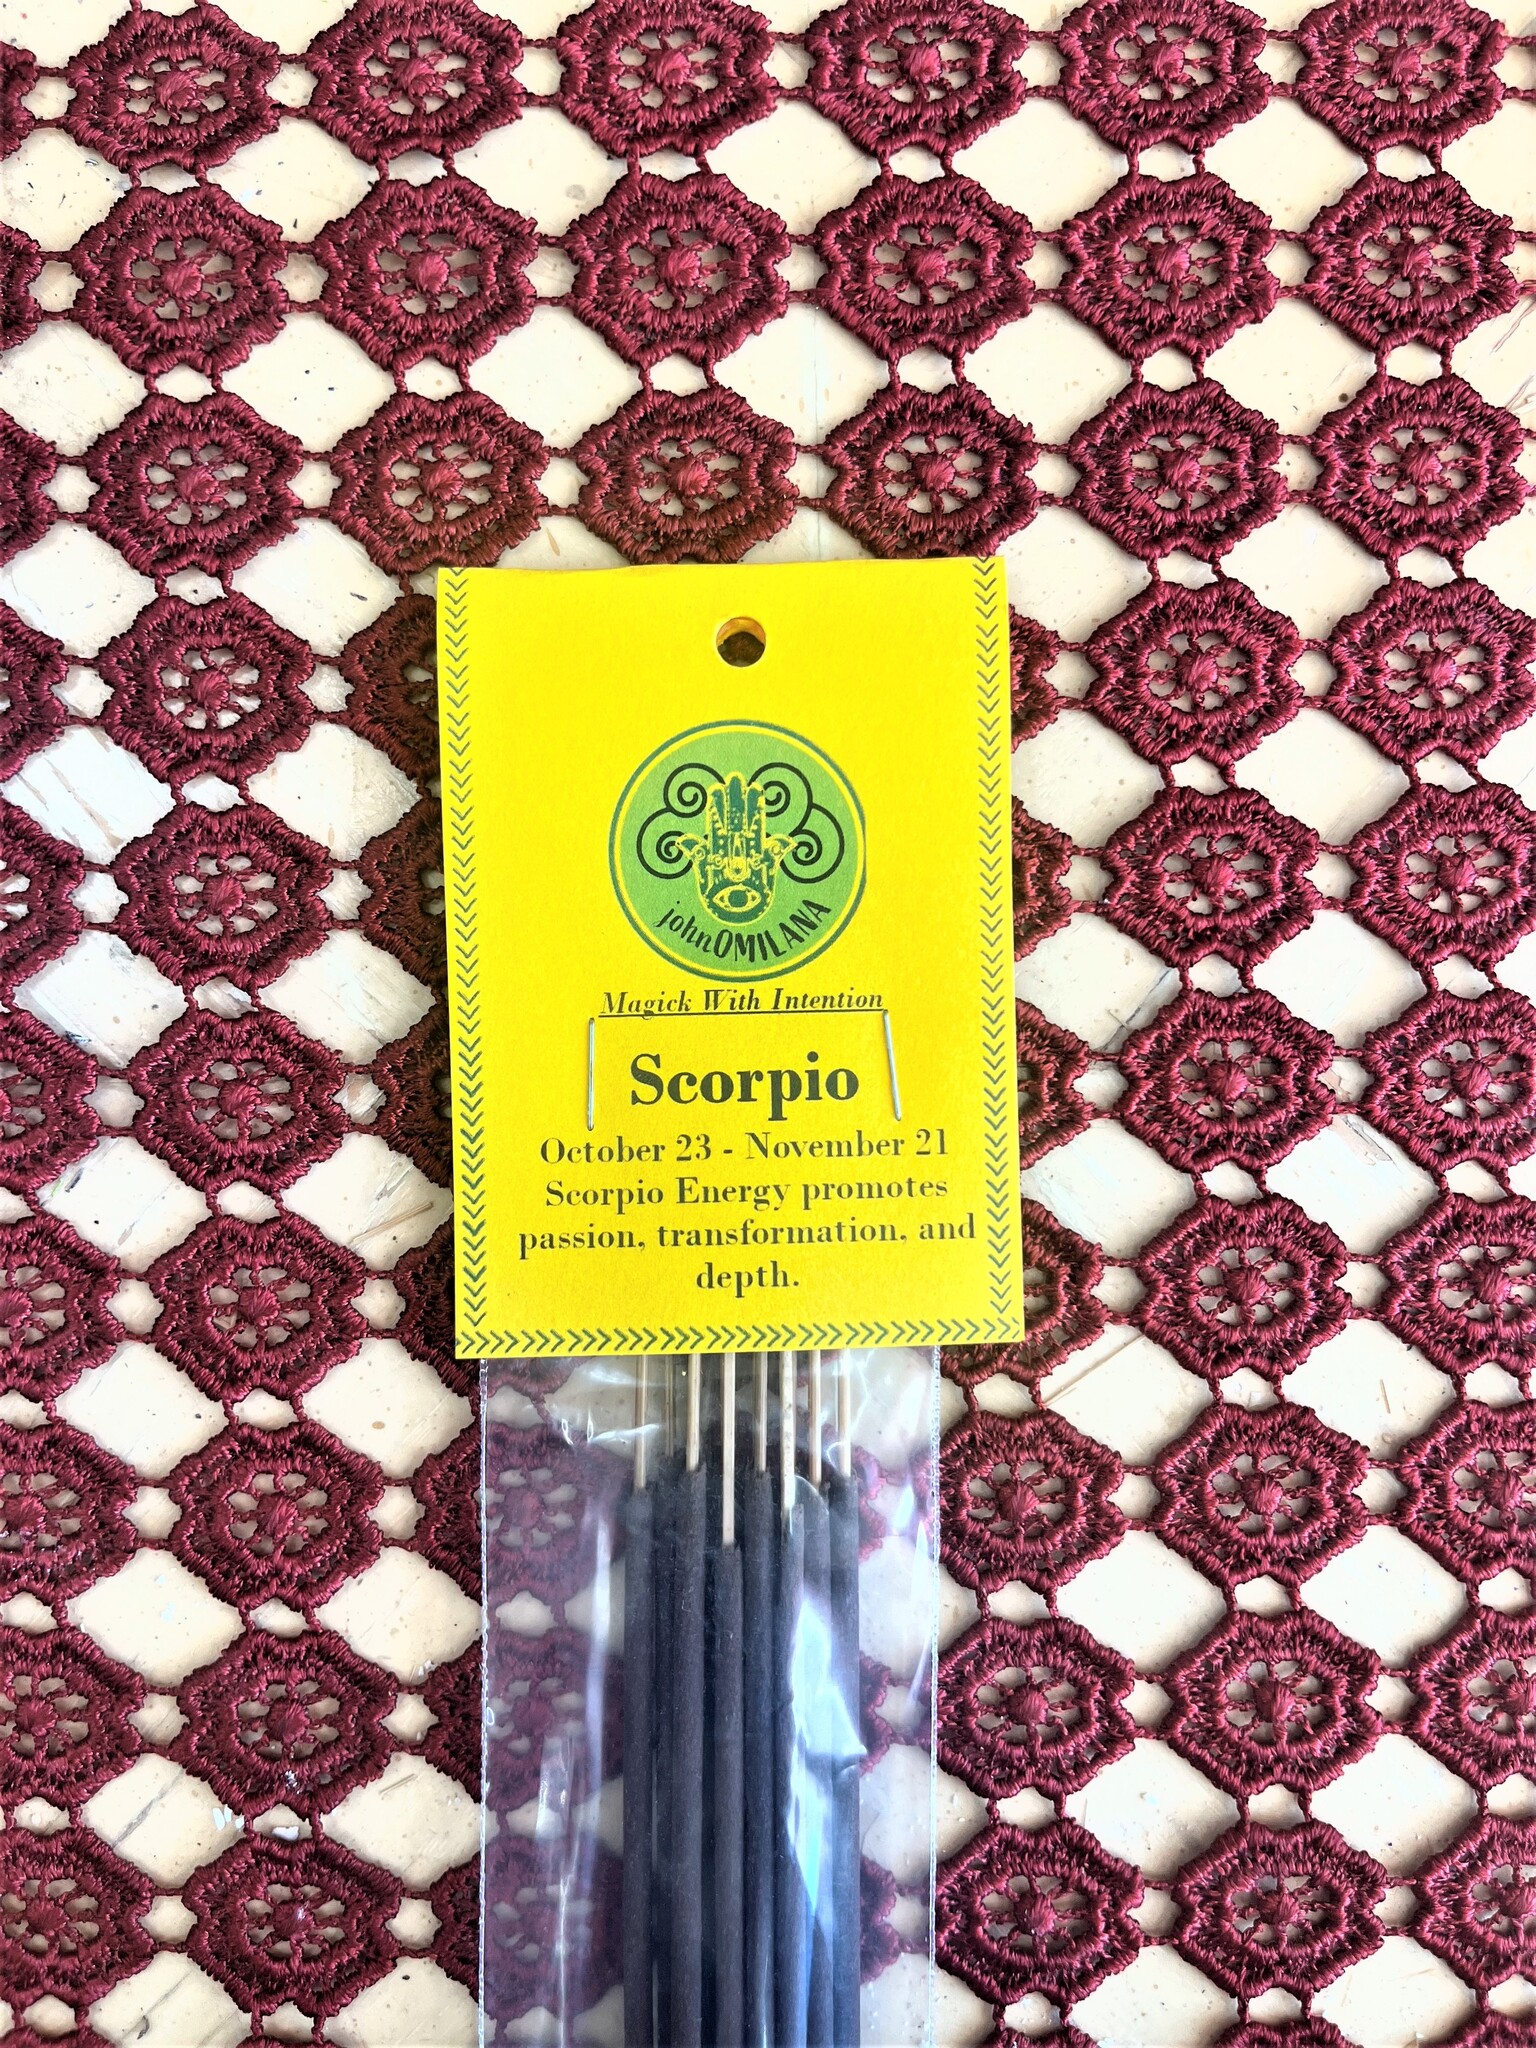 johnOMILANA
Magick With Intention
Scorpio
October 23 - November 21
Scorpio Energy promotes
passion, transformation, and
depth.